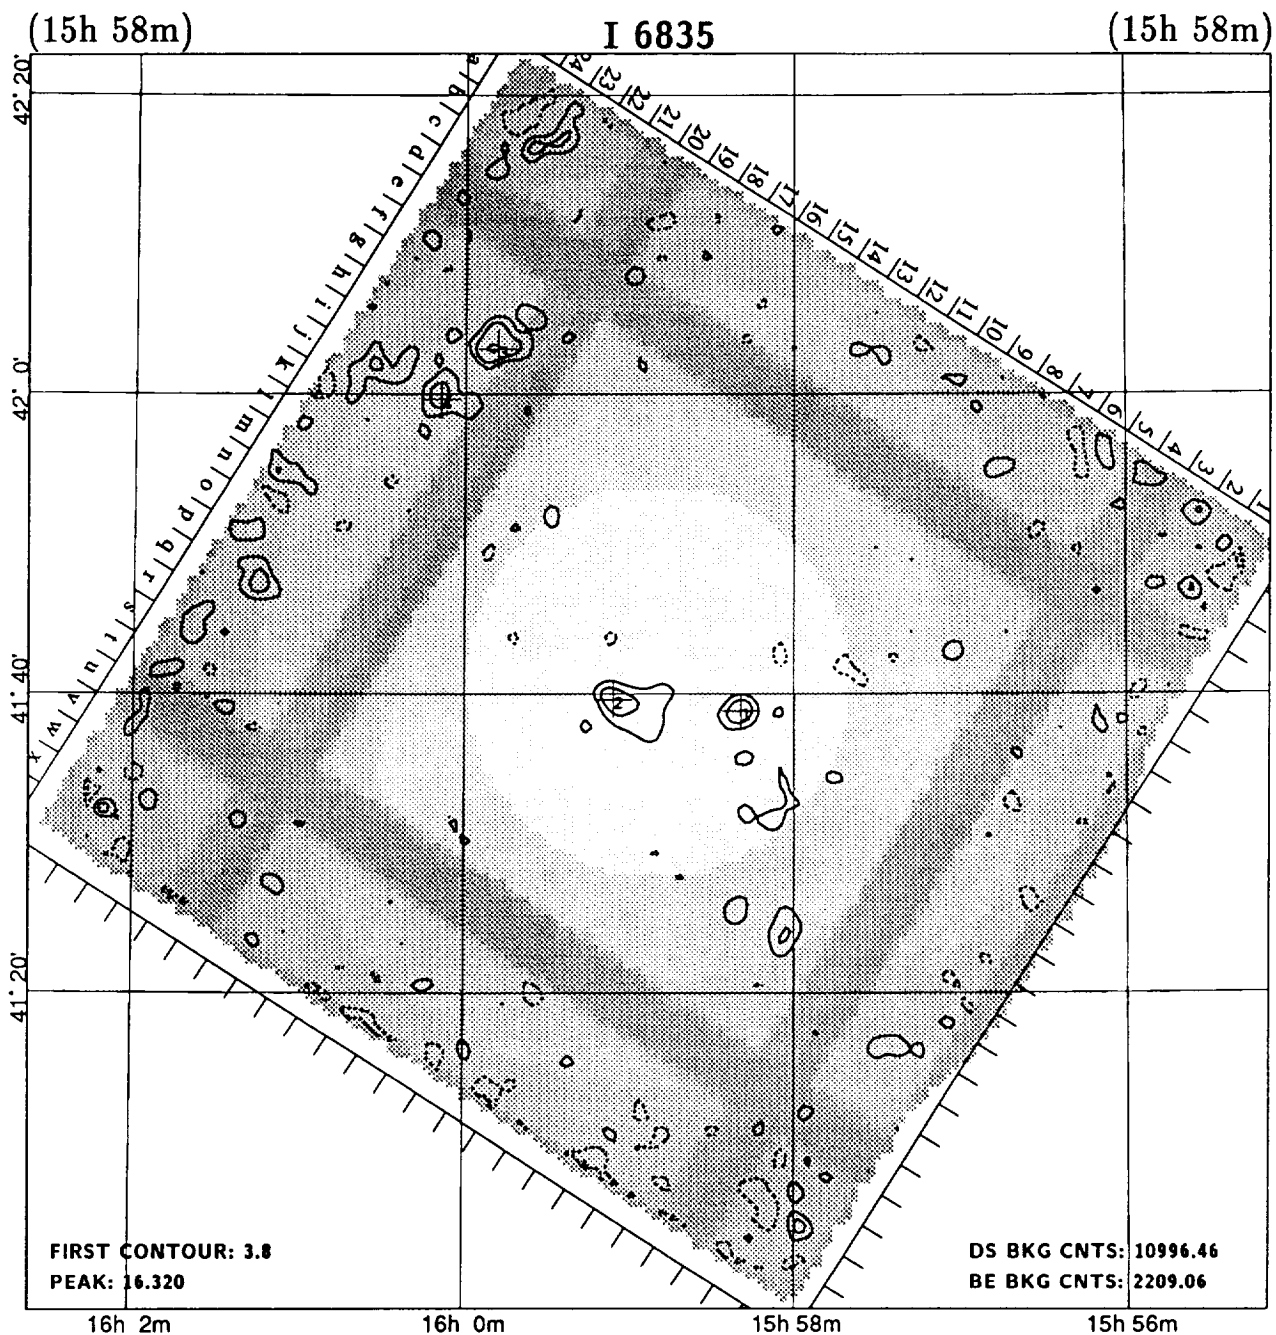 (15h 58m)
I 6835
(15h 58m)
42° 20'
42° 0'
41° 40'
41° 20'
a b c d e f g h i j k l m n o p q r s t u v w x
24 23 22 21 20 19 18 17 16 15 14 13 12 11 10 9 8 7 6 5 4 3 2 1
2
FIRST CONTOUR: 3.8
PEAK: 16.320
DS BKG CNTS: 10996.46
BE BKG CNTS: 2209.06
16h 2m
16h 0m
15h 58m
15h 56m